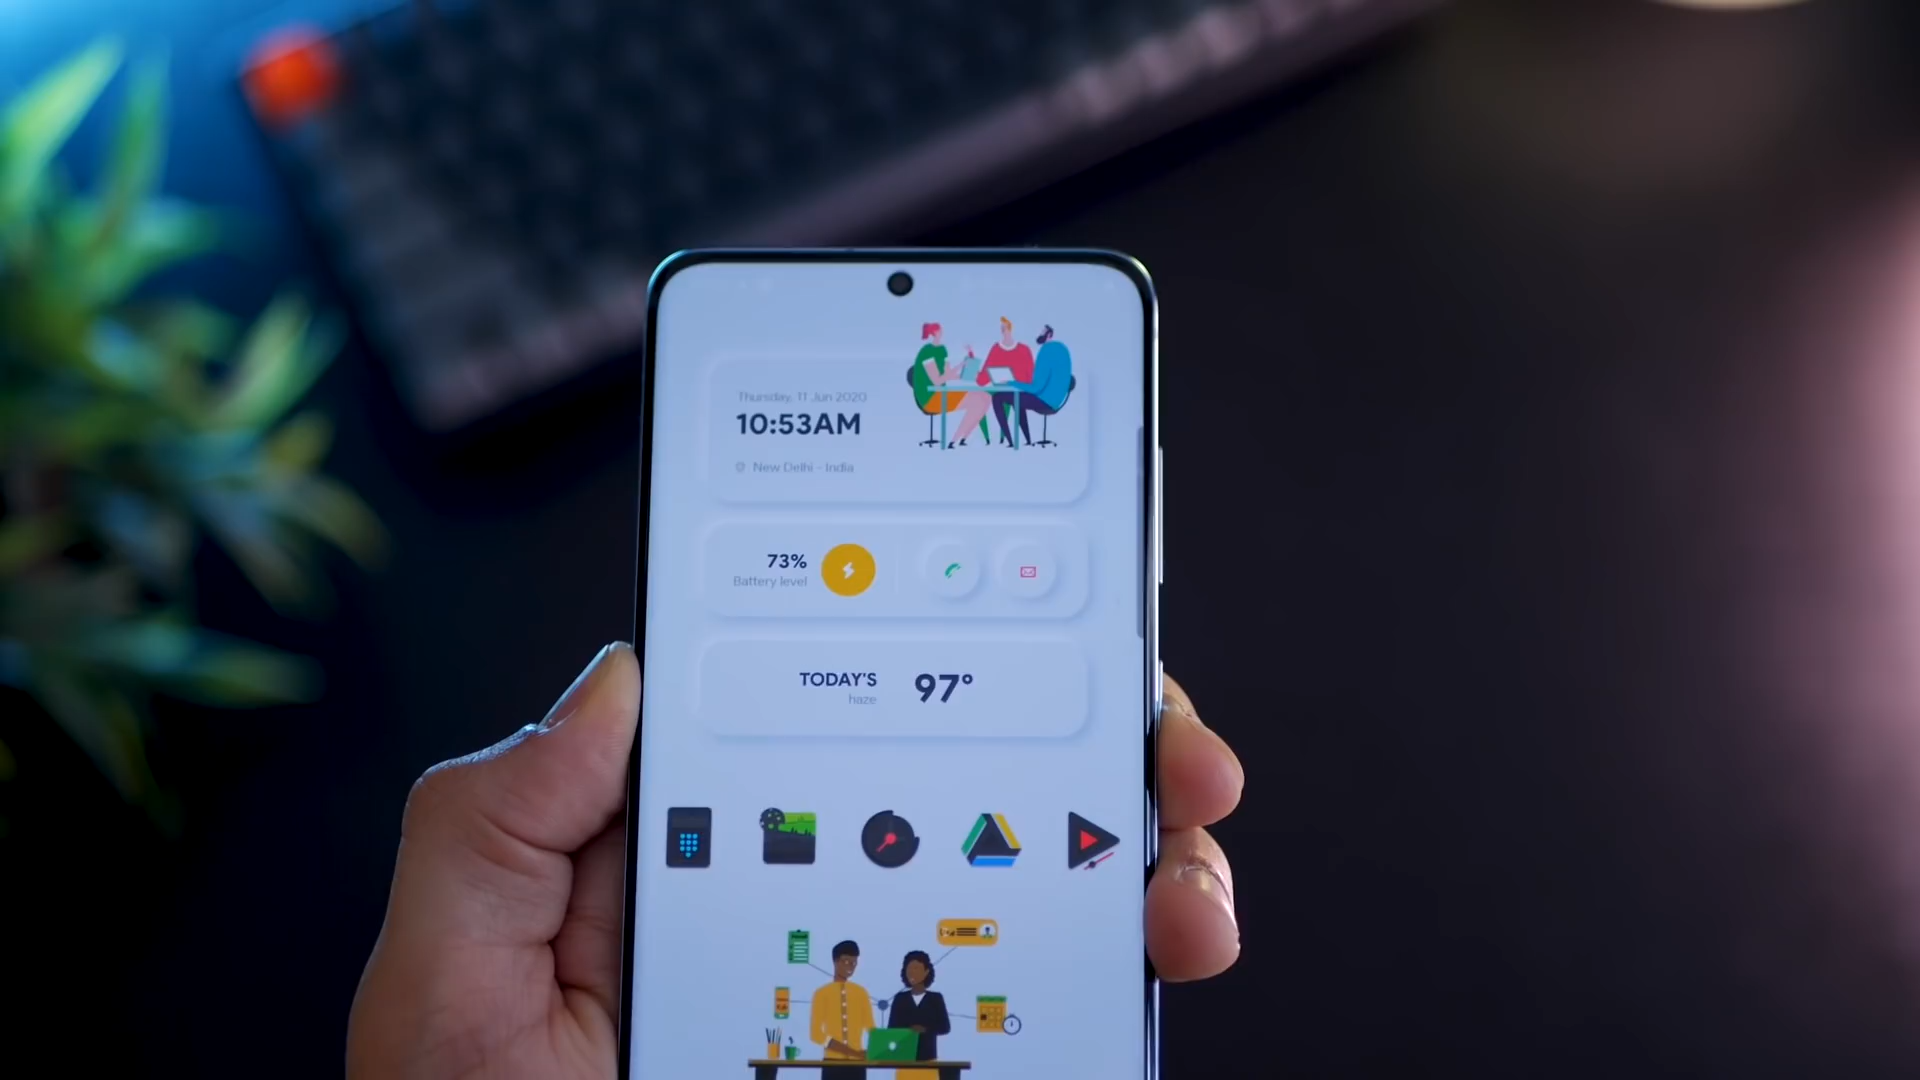 Thursday, 11 Jun 2020
10:53AM
New Delhi - India
73%
Battery level
TODAY'S
haze
97°